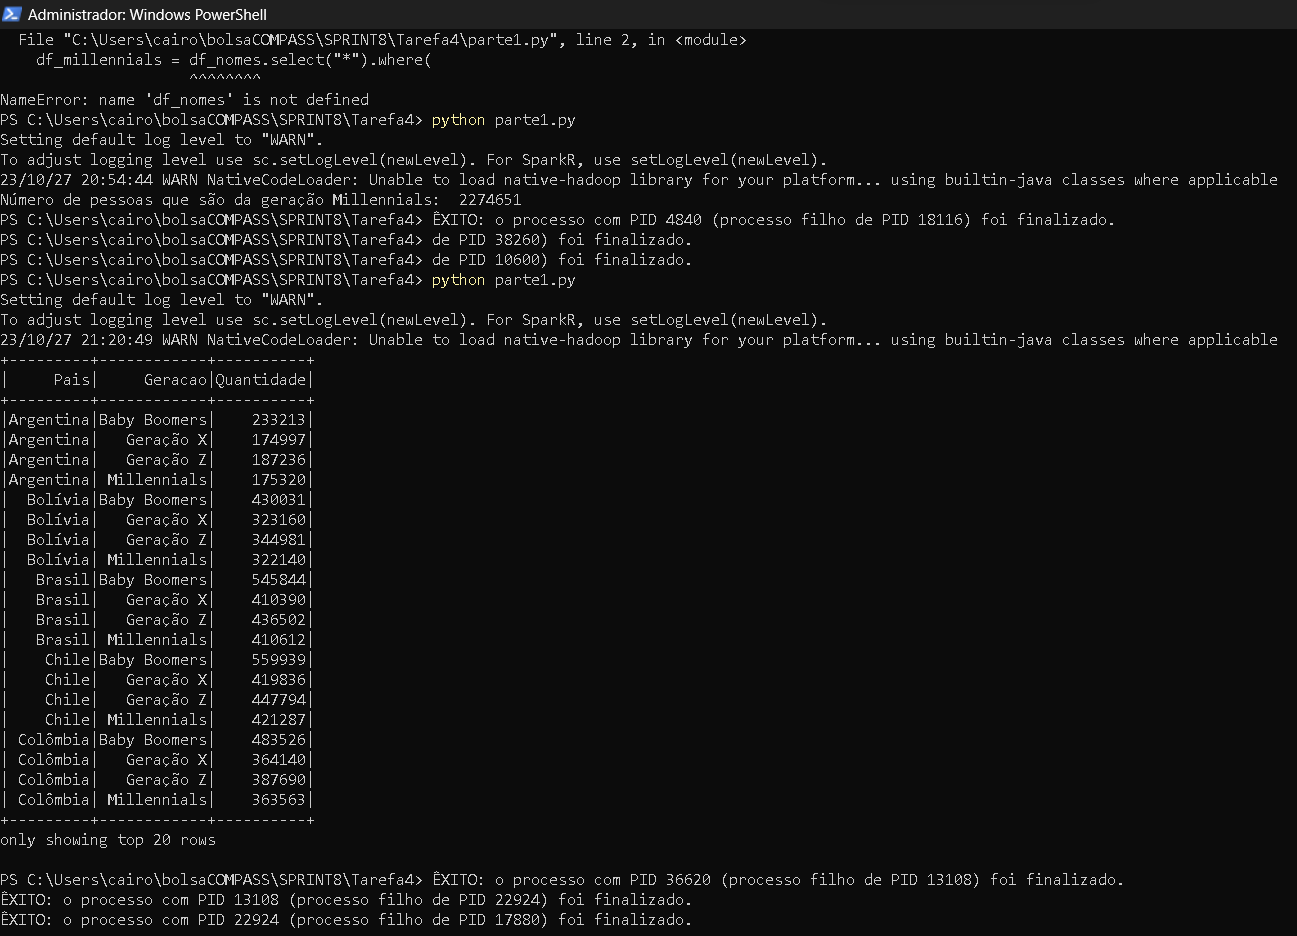 Administrador: Windows PowerShell
  File "C:\Users\cairo\bolsaCOMPASS\SPRINT8\Tarefa4\parte1.py", line 2, in <module>
    df_millennials = df_nomes.select("*").where(
                     ^^^^^^^^
NameError: name 'df_nomes' is not defined
PS C:\Users\cairo\bolsaCOMPASS\SPRINT8\Tarefa4> python parte1.py
Setting default log level to "WARN".
To adjust logging level use sc.setLogLevel(newLevel). For SparkR, use setLogLevel(newLevel).
23/10/27 20:54:44 WARN NativeCodeLoader: Unable to load native-hadoop library for your platform... using builtin-java classes where applicable
Número de pessoas que são da geração Millennials:  2274651
PS C:\Users\cairo\bolsaCOMPASS\SPRINT8\Tarefa4> ÊXITO: o processo com PID 4840 (processo filho de PID 18116) foi finalizado.
PS C:\Users\cairo\bolsaCOMPASS\SPRINT8\Tarefa4> de PID 38260) foi finalizado.
PS C:\Users\cairo\bolsaCOMPASS\SPRINT8\Tarefa4> de PID 10600) foi finalizado.
PS C:\Users\cairo\bolsaCOMPASS\SPRINT8\Tarefa4> python parte1.py
Setting default log level to "WARN".
To adjust logging level use sc.setLogLevel(newLevel). For SparkR, use setLogLevel(newLevel).
23/10/27 21:20:49 WARN NativeCodeLoader: Unable to load native-hadoop library for your platform... using builtin-java classes where applicable
+---------+------------+----------+
|     Pais|     Geracao|Quantidade|
+---------+------------+----------+
|Argentina|Baby Boomers|    233213|
|Argentina|   Geração X|    174997|
|Argentina|   Geração Z|    187236|
|Argentina| Millennials|    175320|
|  Bolívia|Baby Boomers|    430031|
|  Bolívia|   Geração X|    323160|
|  Bolívia|   Geração Z|    344981|
|  Bolívia| Millennials|    322140|
|   Brasil|Baby Boomers|    545844|
|   Brasil|   Geração X|    410390|
|   Brasil|   Geração Z|    436502|
|   Brasil| Millennials|    410612|
|    Chile|Baby Boomers|    559939|
|    Chile|   Geração X|    419836|
|    Chile|   Geração Z|    447794|
|    Chile| Millennials|    421287|
| Colômbia|Baby Boomers|    483526|
| Colômbia|   Geração X|    364140|
| Colômbia|   Geração Z|    387690|
| Colômbia| Millennials|    363563|
+---------+------------+----------+
only showing top 20 rows
PS C:\Users\cairo\bolsaCOMPASS\SPRINT8\Tarefa4> ÊXITO: o processo com PID 36620 (processo filho de PID 13108) foi finalizado.
ÊXITO: o processo com PID 13108 (processo filho de PID 22924) foi finalizado.
ÊXITO: o processo com PID 22924 (processo filho de PID 17880) foi finalizado.